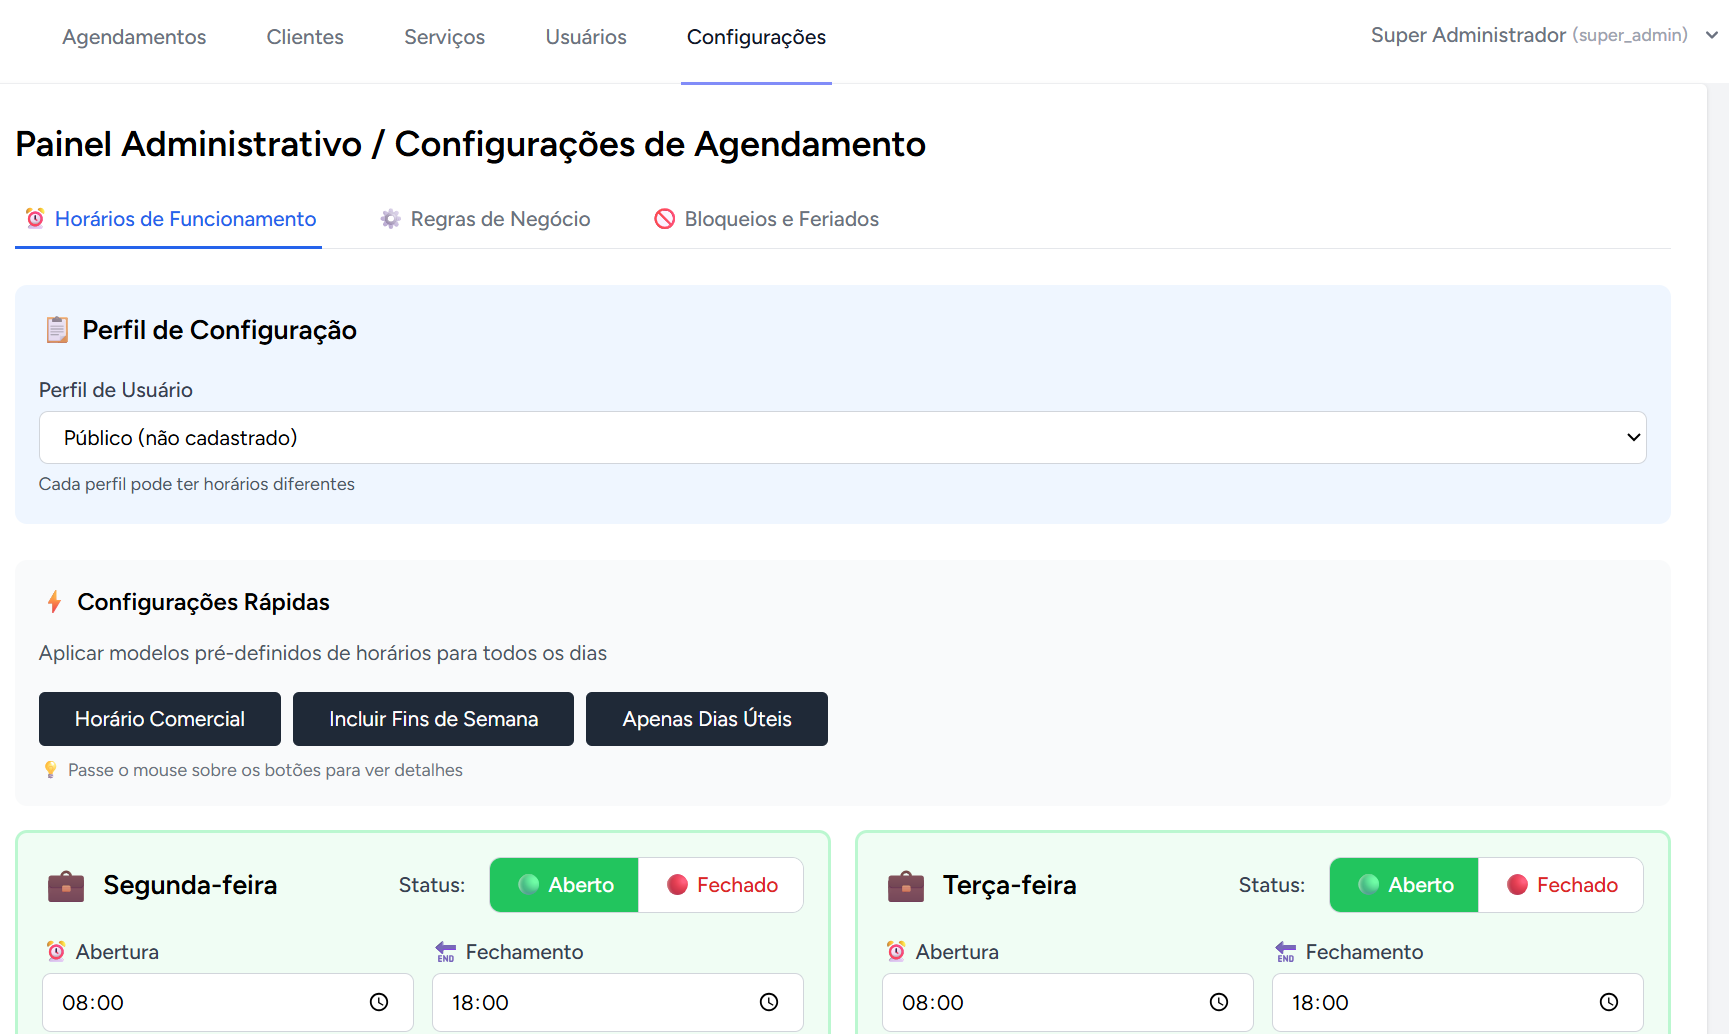 Agendamentos Clientes Serviços Usuários Configurações Super Administrador (super_admin)
Painel Administrativo / Configurações de Agendamento
Horários de Funcionamento Regras de Negócio Bloqueios e Feriados
Perfil de Configuração
Perfil de Usuário
Público (não cadastrado)
Cada perfil pode ter horários diferentes
Configurações Rápidas
Aplicar modelos pré-definidos de horários para todos os dias
Horário Comercial Incluir Fins de Semana Apenas Dias Úteis
Passe o mouse sobre os botões para ver detalhes
Segunda-feira Status: Aberto Fechado Terça-feira Status: Aberto Fechado
Abertura END Fechamento Abertura END Fechamento
08:00 18:00 08:00 18:00